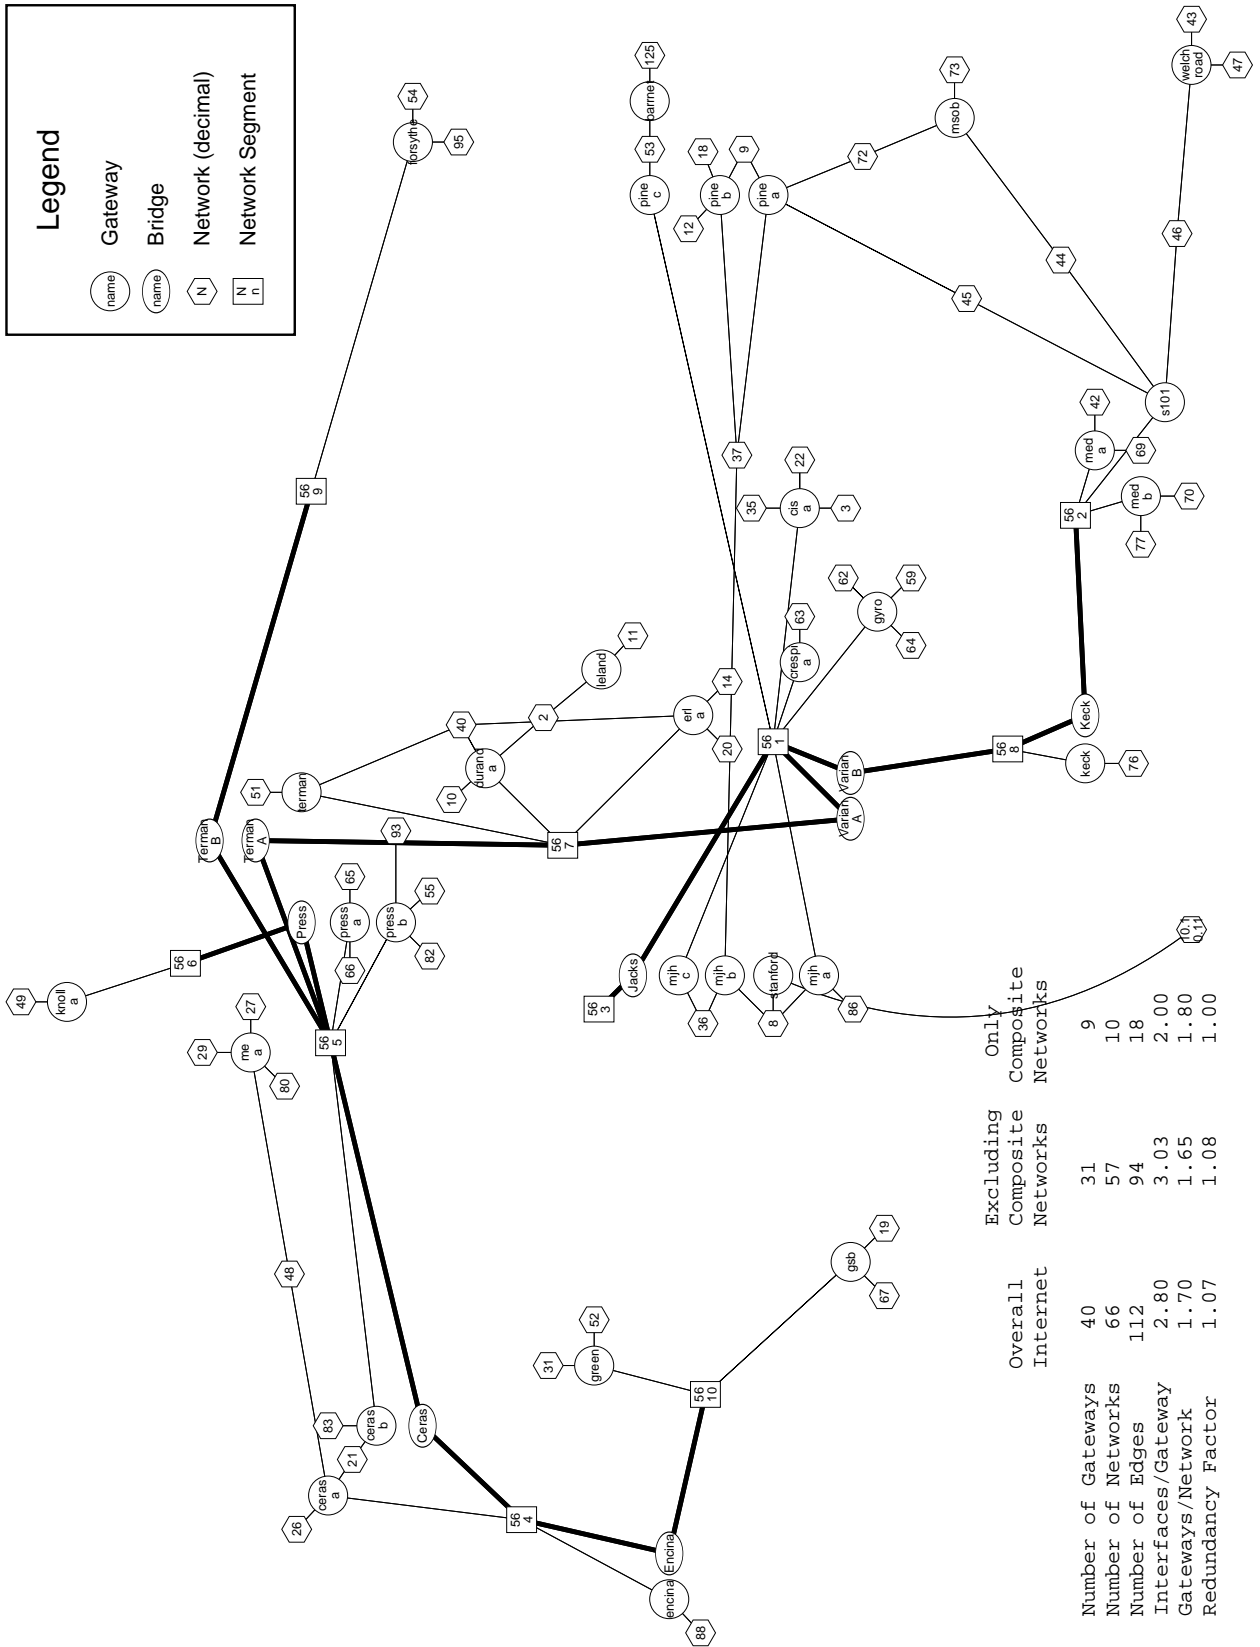 Legend
name Gateway
name Bridge
N Network (decimal)
N n Network Segment
49
knoll a
56 6
29
me a
27
80
48
26
ceras a
21
83
ceras b
Ceras
56 4
Encina
encina
88
56 10
green
31
52
gsb
19
67
56 5
Press
press a
65
66
press b
93
55
82
Terman B
Terman A
56 9
forsythe
54
95
51
terman
56 7
40
durand a
10
2
leland
11
erl a
14
20
56 3
Jacks
mjh c
36
mjh b
8
stanford
mjh a
86
10.1
0.11
56 1
Varian B
Varian A
crespi a
63
gyro
62
59
64
cis a
35
22
3
37
pine c
53
barrnet
125
pine b
12
18
9
pine a
72
msob
73
45
44
s101
46
welch road
43
47
56 8
keck
76
Keck
56 2
med a
42
69
med b
70
77
Overall Internet
Excluding Composite Networks
Only Composite Networks
Number of Gateways 40 31 9
Number of Networks 66 57 10
Number of Edges 112 94 18
Interfaces/Gateway 2.80 3.03 2.00
Gateways/Network 1.70 1.65 1.80
Redundancy Factor 1.07 1.08 1.00